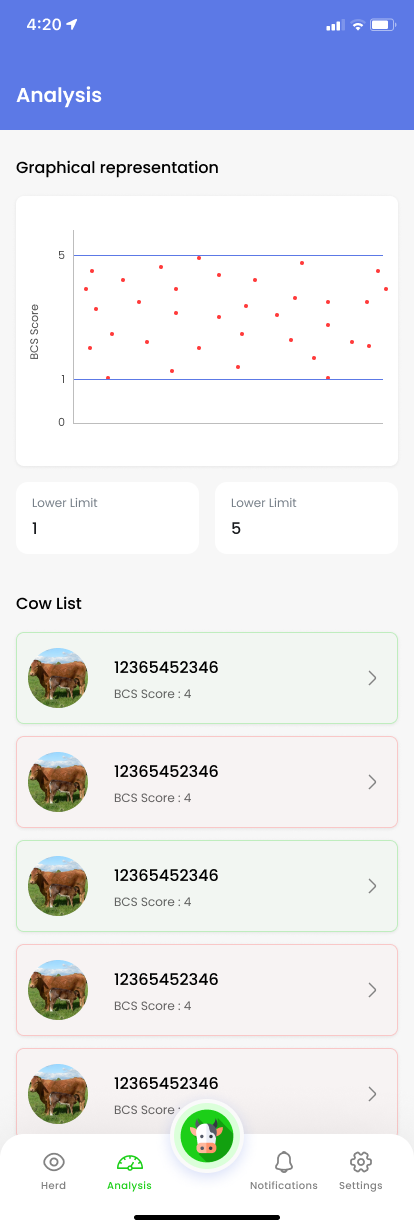 4:20
Analysis
Graphical representation
5
BCS Score
1
0
Lower Limit
1
Lower Limit
5
Cow List
12365452346
BCS Score : 4
12365452346
BCS Score : 4
12365452346
BCS Score : 4
12365452346
BCS Score : 4
12365452346
BCS Score :
Herd
Analysis
Notifications
Settings